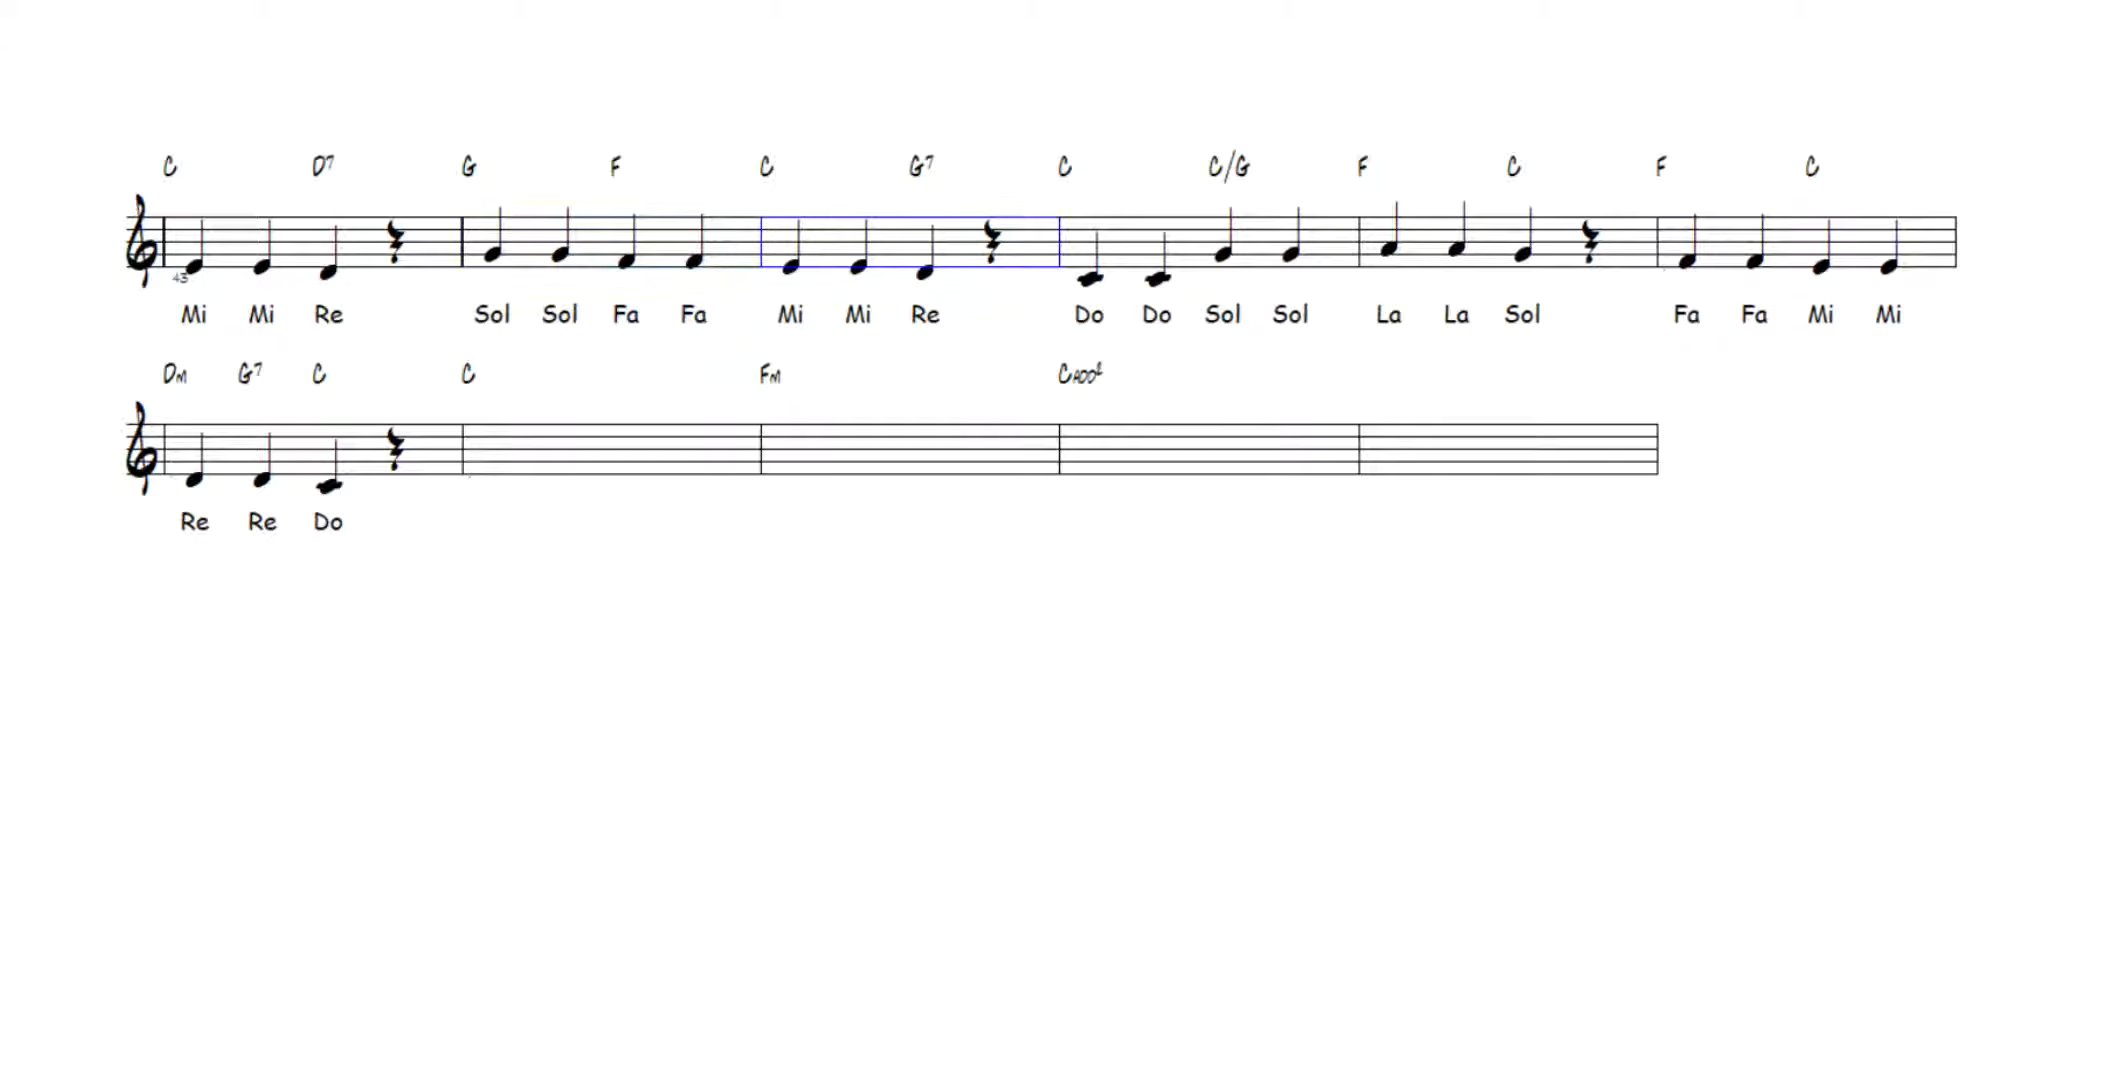 C D7 G F C G7 C C/G F C F C
43
Mi Mi Re Sol Sol Fa Fa Mi Mi Re Do Do Sol Sol La La Sol Fa Fa Mi Mi
Dm G7 C C Fm Cadd2
Re Re Do